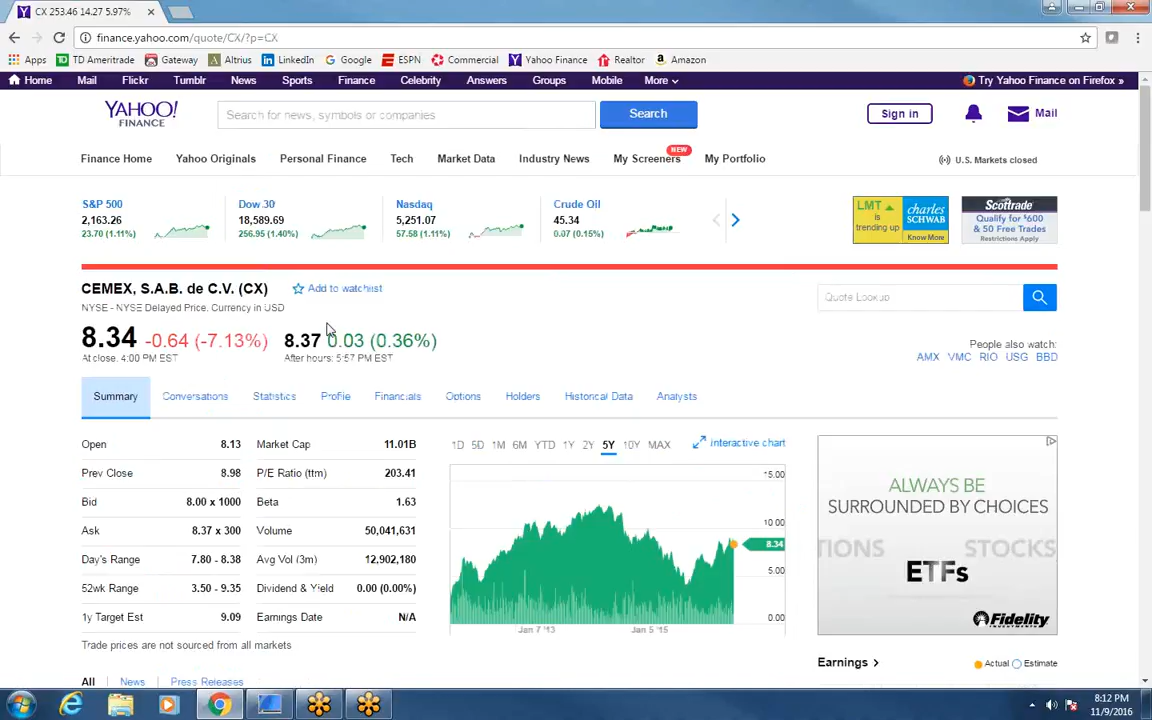 CX 253.46 14.27 5.97%
finance.yahoo.com/quote/CX/?p=CX
Apps TD Ameritrade Gateway Altrius LinkedIn Google ESPN Commercial Yahoo Finance Realtor Amazon
Home Mail Flickr Tumblr News Sports Finance Celebrity Answers Groups Mobile More Try Yahoo Finance on Firefox »
YAHOO!
FINANCE
Search for news, symbols or companies
Search
Sign in
Mail
Finance Home Yahoo Originals Personal Finance Tech Market Data Industry News My Screeners NEW My Portfolio
U.S. Markets closed
S&P 500
2,163.26
23.70 (1.11%)
Dow 30
18,589.69
256.95 (1.40%)
Nasdaq
5,251.07
57.58 (1.11%)
Crude Oil
45.34
0.07 (0.15%)
LMT
is
trending up
charles
SCHWAB
Know More
Scottrade
Qualify for $600
& 50 Free Trades
Restrictions Apply
CEMEX, S.A.B. de C.V. (CX)
Add to watchlist
NYSE - NYSE Delayed Price. Currency in USD
Quote Lookup
8.34 -0.64 (-7.13%)
At close: 4:00 PM EST
8.37 0.03 (0.36%)
After hours: 5:57 PM EST
People also watch:
AMX VMC RIO USG BBD
Summary Conversations Statistics Profile Financials Options Holders Historical Data Analysts
Open 8.13
Prev Close 8.98
Bid 8.00 x 1000
Ask 8.37 x 300
Day's Range 7.80 - 8.38
52wk Range 3.50 - 9.35
1y Target Est 9.09
Market Cap 11.01B
P/E Ratio (ttm) 203.41
Beta 1.63
Volume 50,041,631
Avg Vol (3m) 12,902,180
Dividend & Yield 0.00 (0.00%)
Earnings Date N/A
Trade prices are not sourced from all markets
1D 5D 1M 6M YTD 1Y 2Y 5Y 10Y MAX
Interactive chart
15.00
10.00
8.34
5.00
0.00
Jan 7 '13
Jan 5 '15
ALWAYS BE
SURROUNDED BY CHOICES
TIONS STOCKS
ETFs
Fidelity
INVESTMENTS
Earnings >
Actual Estimate
All News Press Releases
8:12 PM
11/9/2016